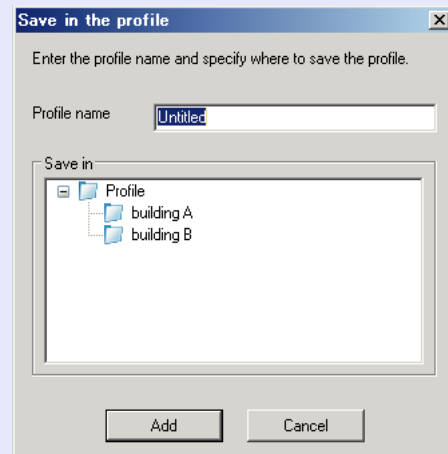 Save in the profile
Enter the profile name and specify where to save the profile.
Profile name
Untitled
Save in
Profile
building A
building B
Add
Cancel